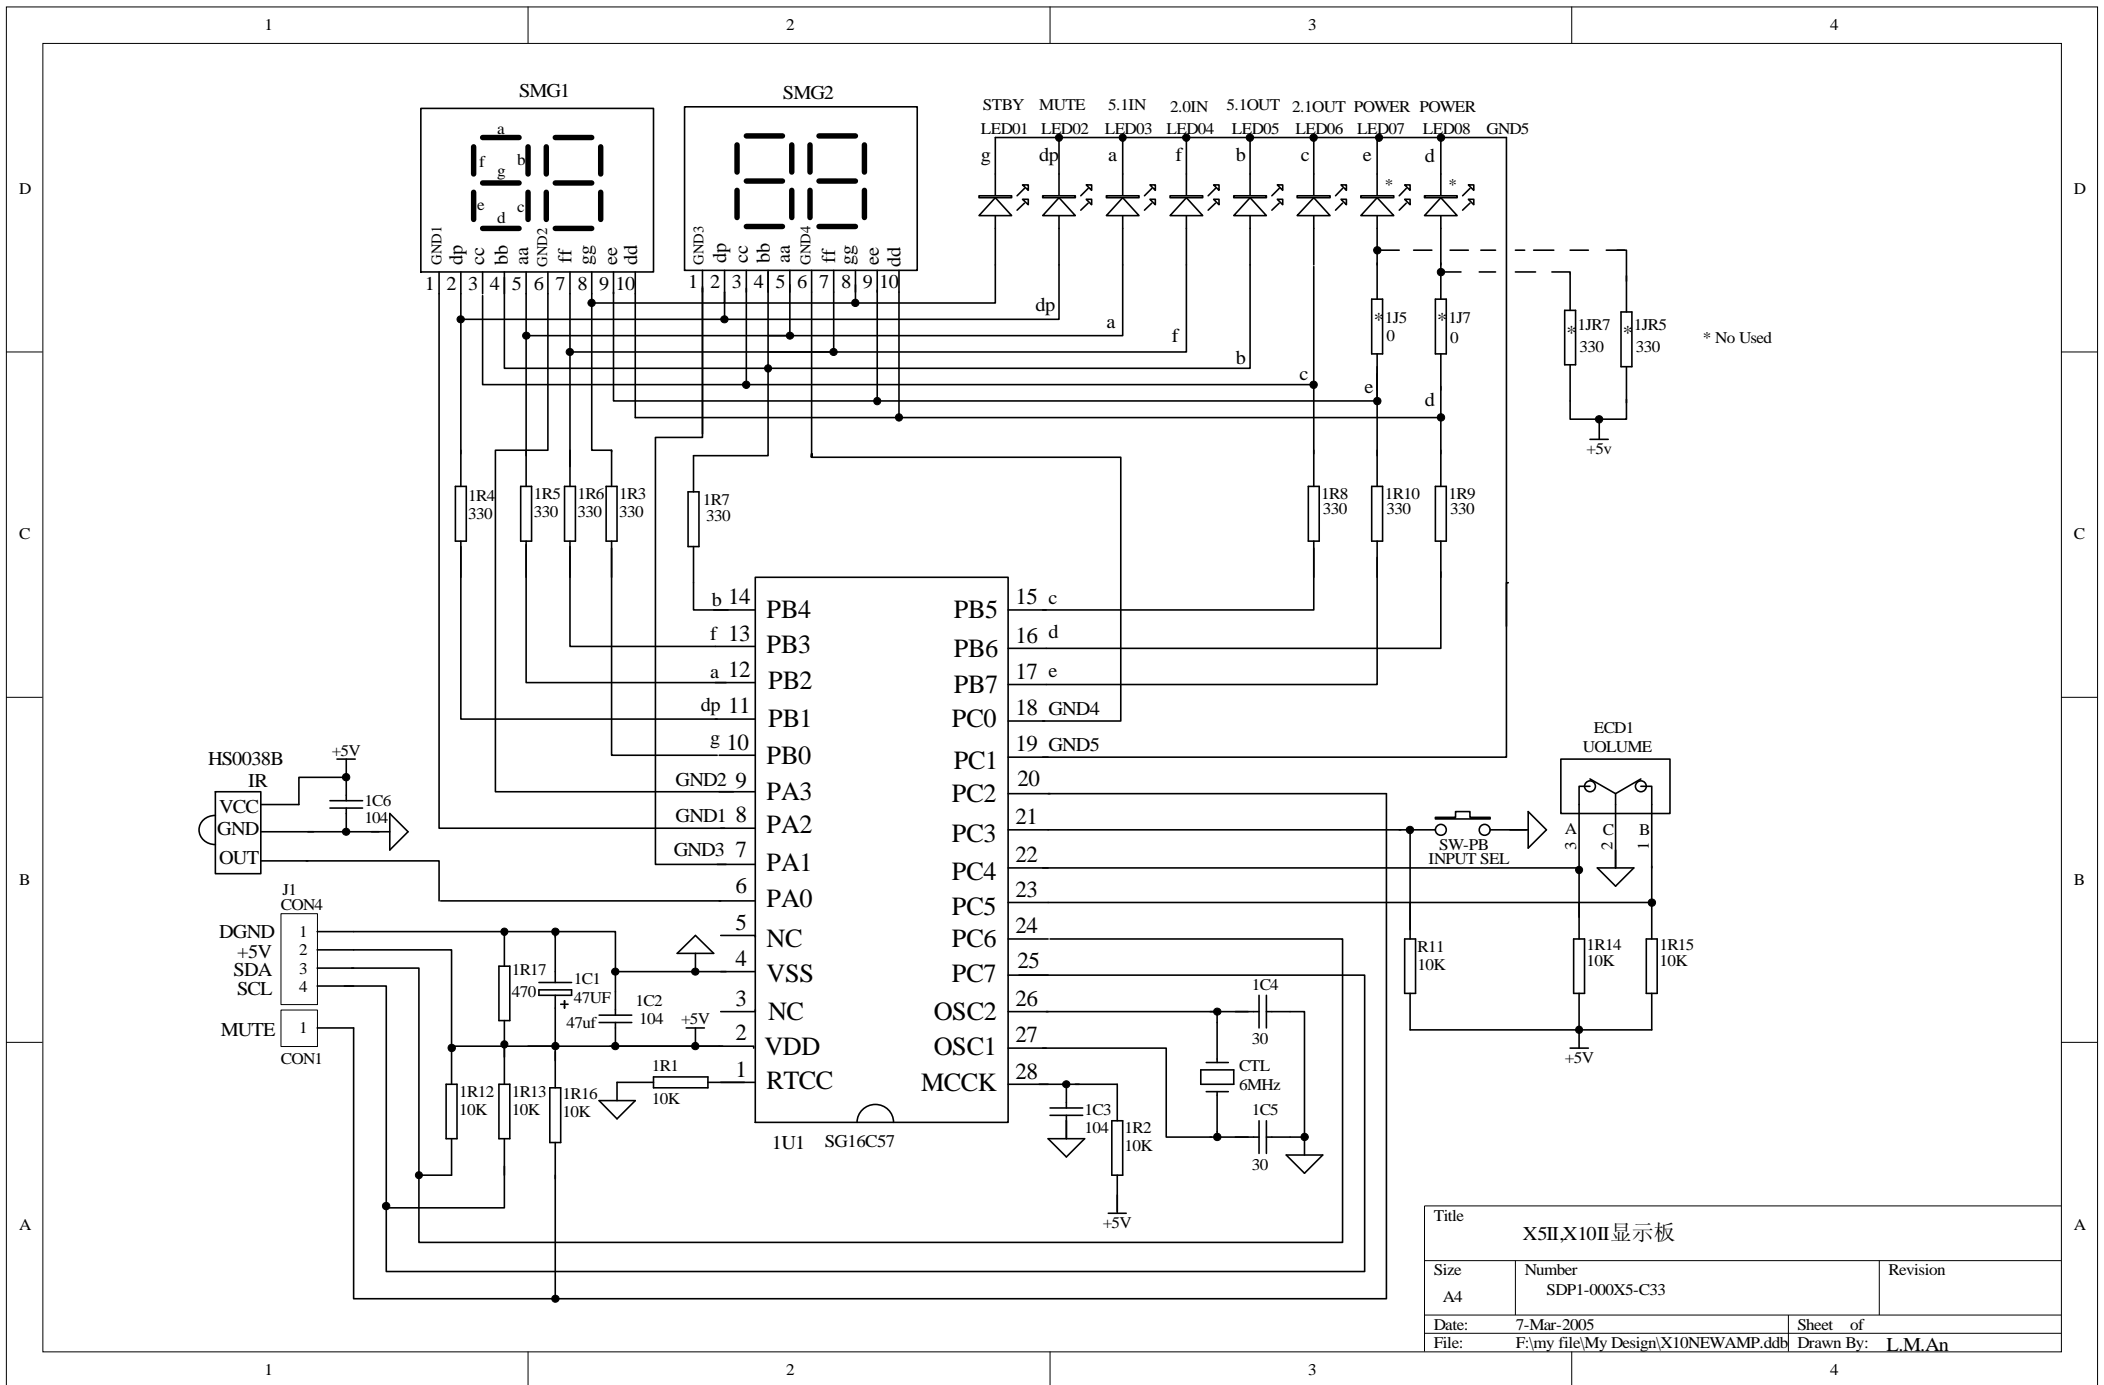 1 2 3 4
SMG1
SMG2
a
f b
g
e c
d
GND1 dp cc bb aa GND2 ff gg ee dd
1 2 3 4 5 6 7 8 9 10
GND3 dp cc bb aa GND4 ff gg ee dd
1 2 3 4 5 6 7 8 9 10
STBY MUTE 5.1IN 2.0IN 5.1OUT 2.1OUT POWER POWER
LED01 LED02 LED03 LED04 LED05 LED06 LED07 LED08 GND5
g dp a f b c e d
* *
D D
dp
a
f
b
c
e
d
*1J5
0
*1J7
0
*1JR7
330
*1JR5
330
* No Used
+5v
C C
1R4
330
1R5
330
1R6
330
1R3
330
1R7
330
1R8
330
1R10
330
1R9
330
b 14 PB4
f 13 PB3
a 12 PB2
dp 11 PB1
g 10 PB0
GND2 9 PA3
GND1 8 PA2
GND3 7 PA1
6 PA0
5 NC
4 VSS
3 NC
2 VDD
1 RTCC
PB5 15 c
PB6 16 d
PB7 17 e
PC0 18 GND4
PC1 19 GND5
PC2 20
PC3 21
PC4 22
PC5 23
PC6 24
PC7 25
OSC2 26
OSC1 27
MCCK 28
1U1 SG16C57
HS0038B
IR
VCC
GND
OUT
+5V
1C6
104
B B
J1
CON4
DGND 1
+5V 2
SDA 3
SCL 4
MUTE 1
CON1
1R17
470
1C1
47UF
+
47uf
1C2
104
+5V
1R1
10K
1R12
10K
1R13
10K
1R16
10K
1C3
104
1R2
10K
+5V
1C4
30
CTL
6MHz
1C5
30
SW-PB
INPUT SEL
ECD1
UOLUME
A C B
3 2 1
R11
10K
1R14
10K
1R15
10K
+5V
A A
Title
X5II,X10II显示板
Size Number Revision
A4 SDP1-000X5-C33
Date: 7-Mar-2005 Sheet of
File: F:\my file\My Design\X10NEWAMP.ddb Drawn By: L.M.An
1 2 3 4